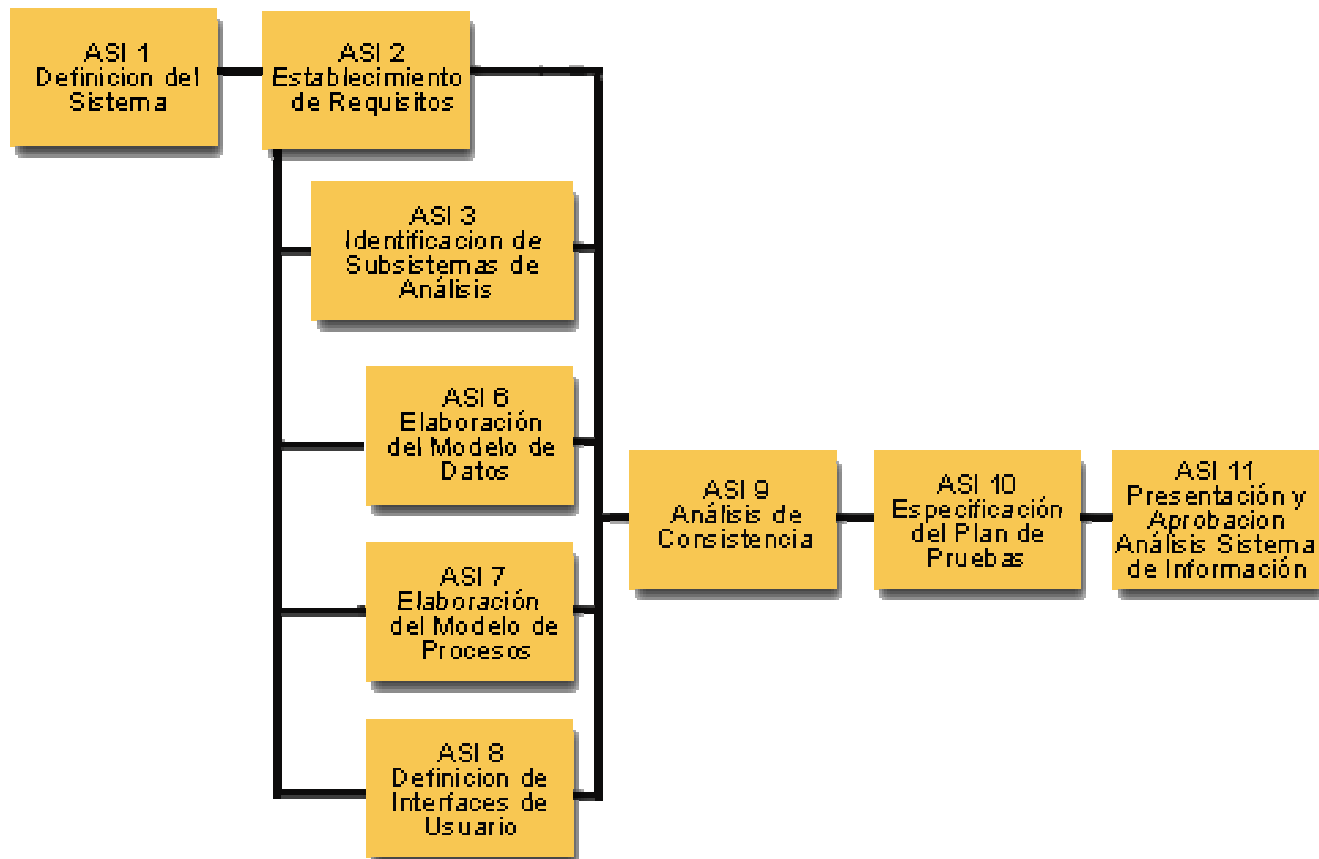 ASI 1
Definicion del
Sistema
ASI 2
Establecimiento
de Requisitos
ASI 3
Identificacion de
Subsistemas de
Análisis
ASI 6
Elaboración
del Modelo de
Datos
ASI 7
Elaboración
del Modelo de
Procesos
ASI 8
Definicion de
Interfaces de
Usuario
ASI 9
Análisis de
Consistencia
ASI 10
Especificación
del Plan de
Pruebas
ASI 11
Presentación y
Aprobacion
Análisis Sistema
de Información